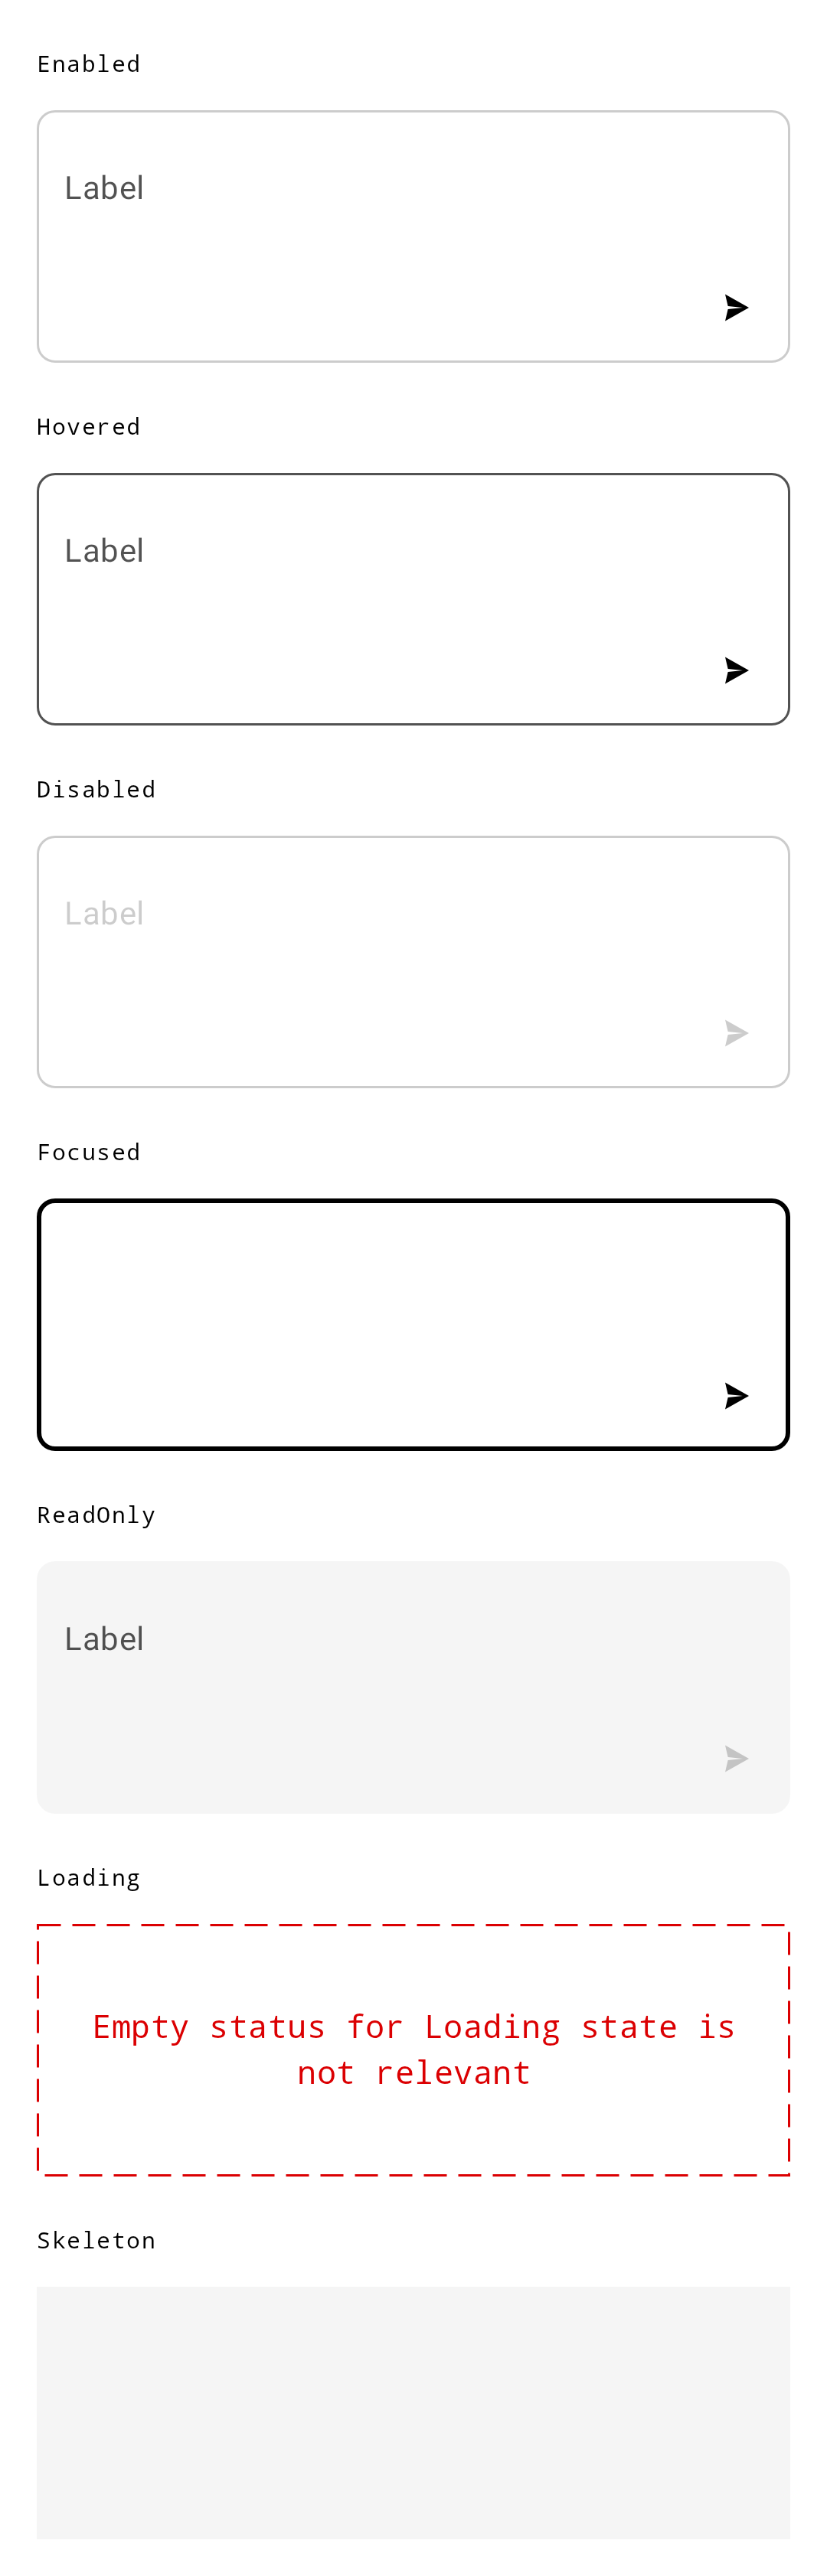 Enabled
Label
Hovered
Label
Disabled
Label
Focused
ReadOnly
Label
Loading
Empty status for Loading state is
not relevant
Skeleton